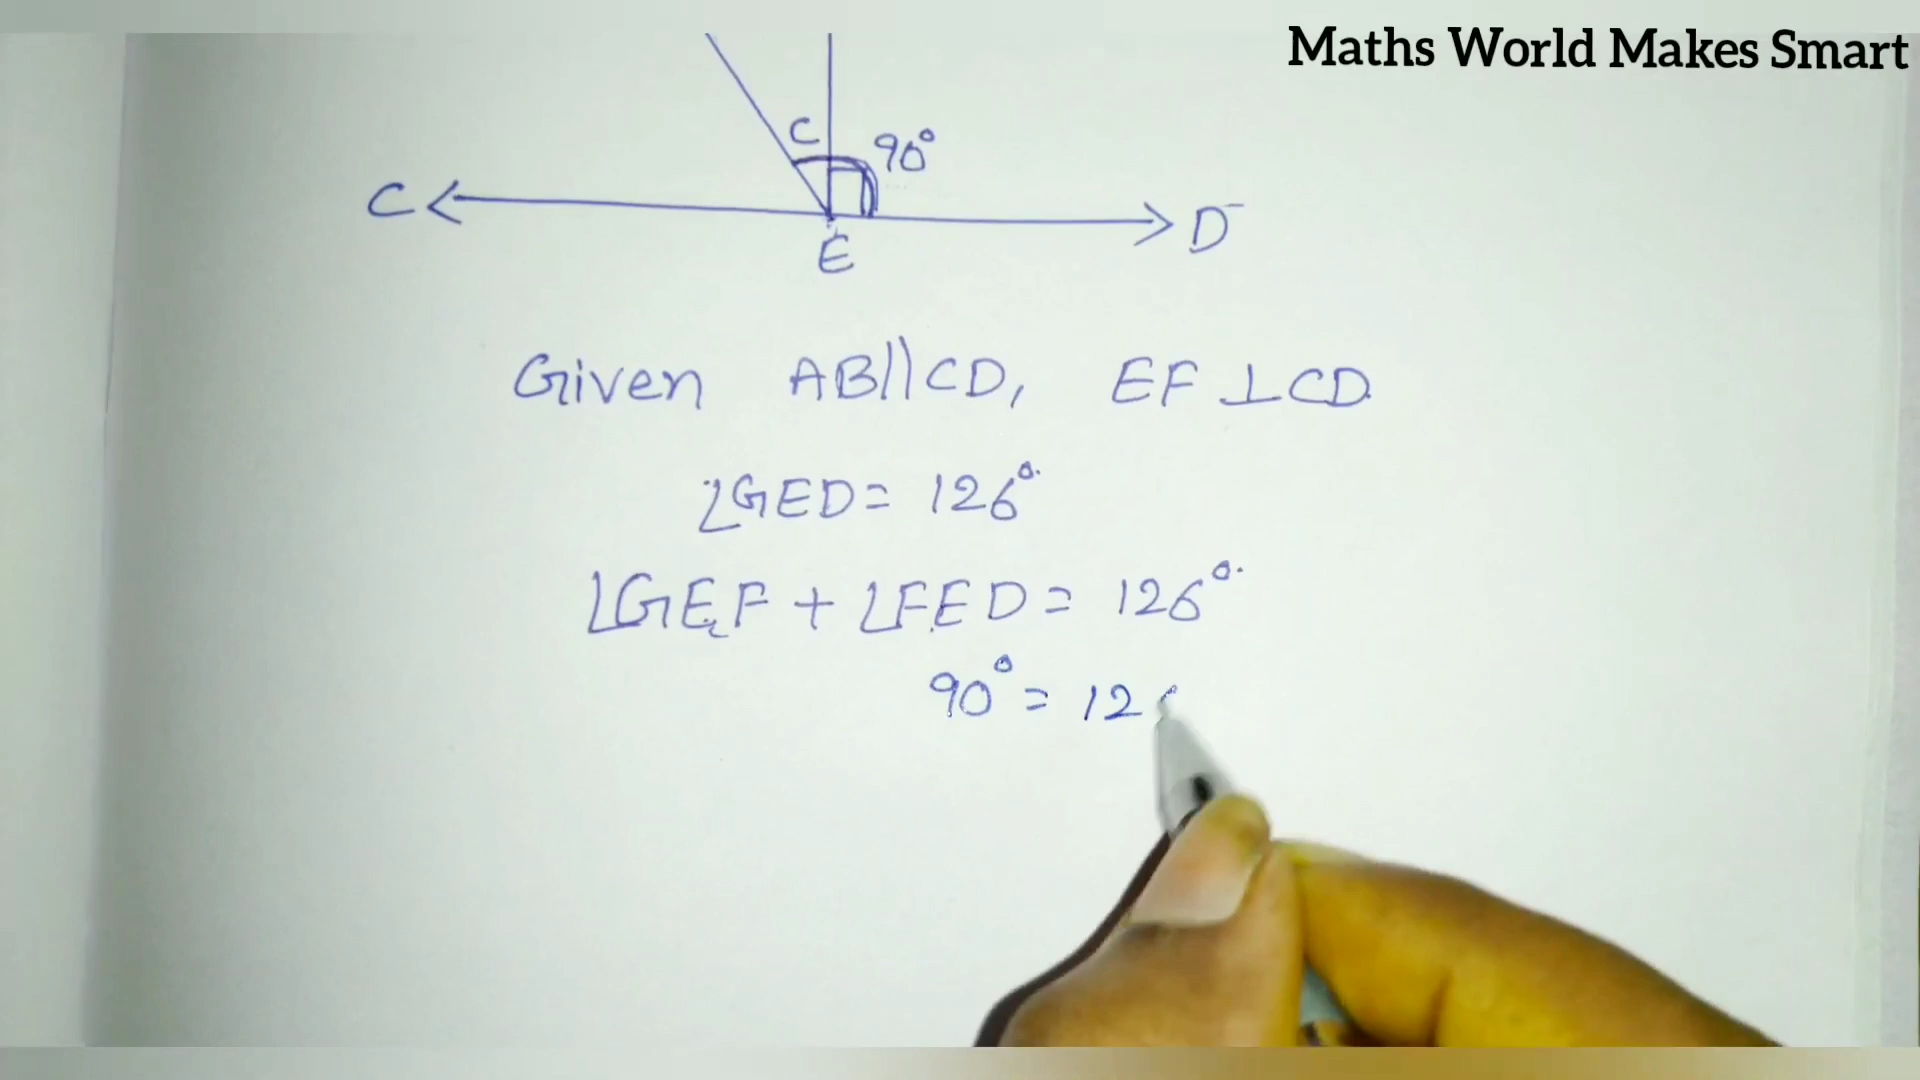 Maths World Makes Smart
C 90°
C D
E
Given AB||CD, EF⊥CD
∠GED = 126°
∠GEF + ∠FED = 126°
90° = 12